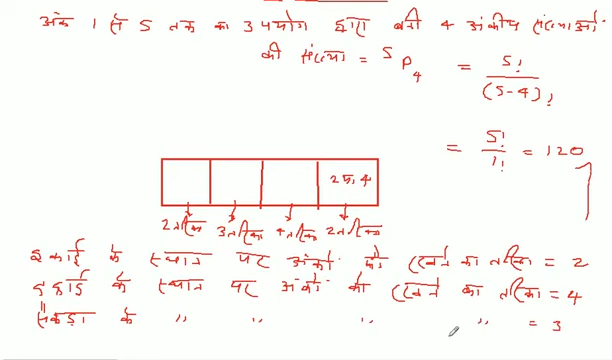 अंक 1 से 5 तक का उपयोग द्वारा बनी 4 अंकीय संख्याओं
की संख्या = ⁵P₄ = 5! / (5-4)!
= 5! / 1! = 120
2 या 4
2 तरीका 3 तरीका 4 तरीका 2 तरीका
इकाई के स्थान पर अंकों को रखने का तरीका = 2
दहाई के स्थान पर अंकों को रखने का तरीका = 4
सैकड़ा के " " " " = 3